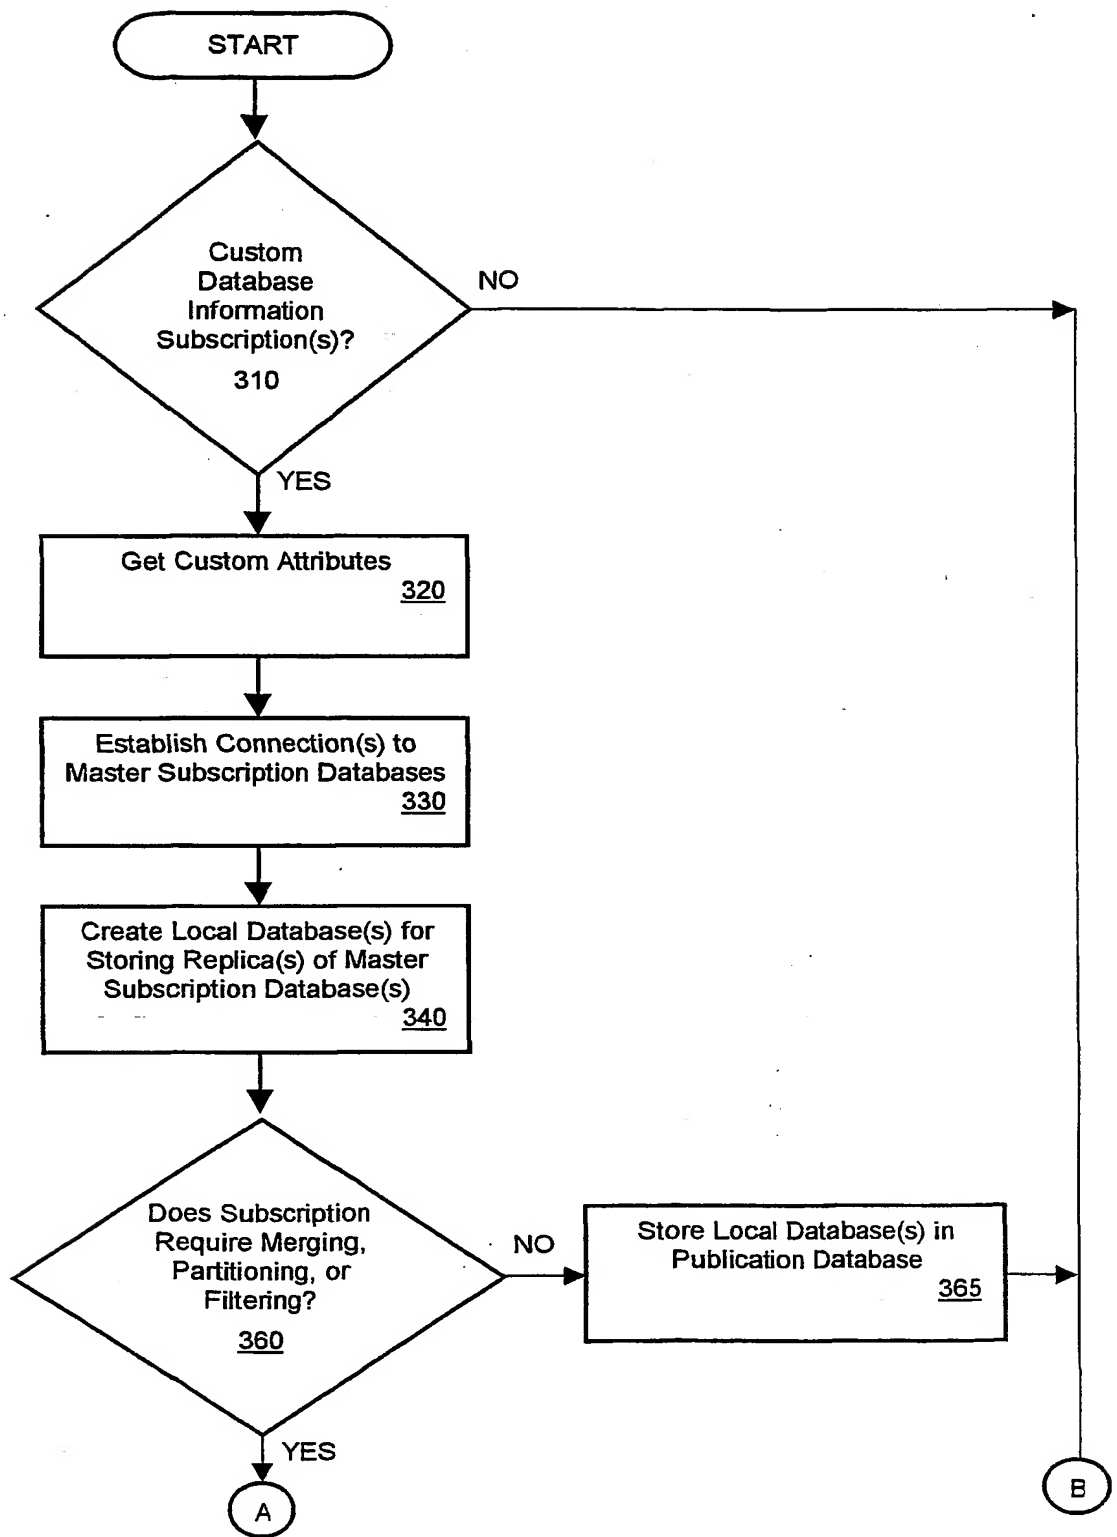 START
Custom
Database
Information
Subscription(s)?
310
NO
YES
Get Custom Attributes
320
Establish Connection(s) to
Master Subscription Databases
330
Create Local Database(s) for
Storing Replica(s) of Master
Subscription Database(s)
340
Does Subscription
Require Merging,
Partitioning, or
Filtering?
360
NO
Store Local Database(s) in
Publication Database
365
YES
A
B